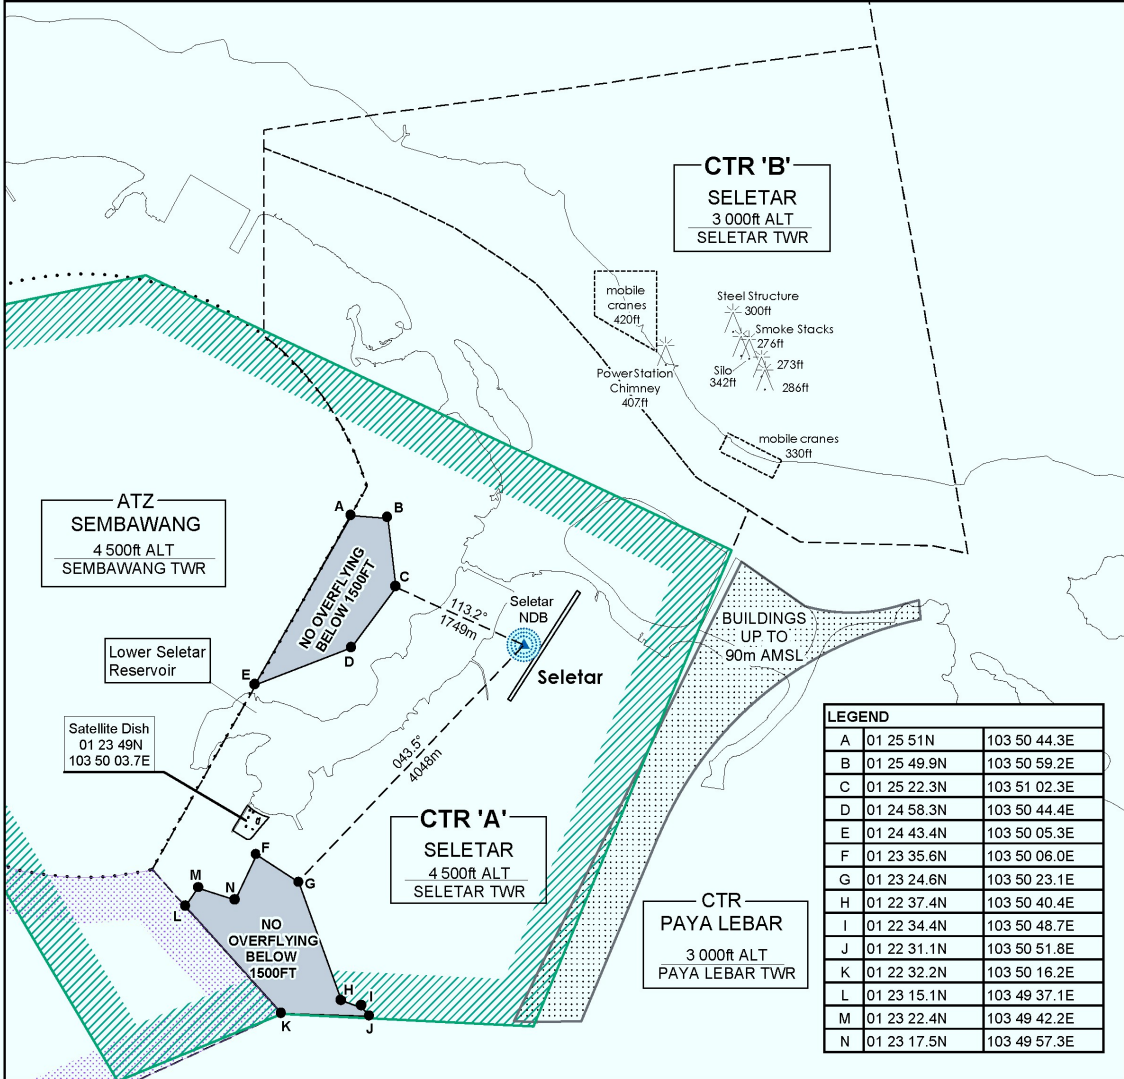 CTR 'B'
SELETAR
3 000ft ALT
SELETAR TWR
mobile
cranes
420ft
Steel Structure
300ft
Smoke Stacks
276ft
273ft
Silo
342ft
286ft
Power Station
Chimney
407ft
mobile cranes
330ft
ATZ
SEMBAWANG
4 500ft ALT
SEMBAWANG TWR
A
B
C
D
E
NO OVERFLYING
BELOW 1500FT
113.2°
1749m
Seletar
NDB
Seletar
BUILDINGS
UP TO
90m AMSL
Lower Seletar
Reservoir
Satellite Dish
01 23 49N
103 50 03.7E
043.5°
4048m
CTR 'A'
SELETAR
4 500ft ALT
SELETAR TWR
F
G
M
N
L
NO
OVERFLYING
BELOW
1500FT
H
I
K
J
CTR
PAYA LEBAR
3 000ft ALT
PAYA LEBAR TWR
LEGEND
A 01 25 51N 103 50 44.3E
B 01 25 49.9N 103 50 59.2E
C 01 25 22.3N 103 51 02.3E
D 01 24 58.3N 103 50 44.4E
E 01 24 43.4N 103 50 05.3E
F 01 23 35.6N 103 50 06.0E
G 01 23 24.6N 103 50 23.1E
H 01 22 37.4N 103 50 40.4E
I 01 22 34.4N 103 50 48.7E
J 01 22 31.1N 103 50 51.8E
K 01 22 32.2N 103 50 16.2E
L 01 23 15.1N 103 49 37.1E
M 01 23 22.4N 103 49 42.2E
N 01 23 17.5N 103 49 57.3E